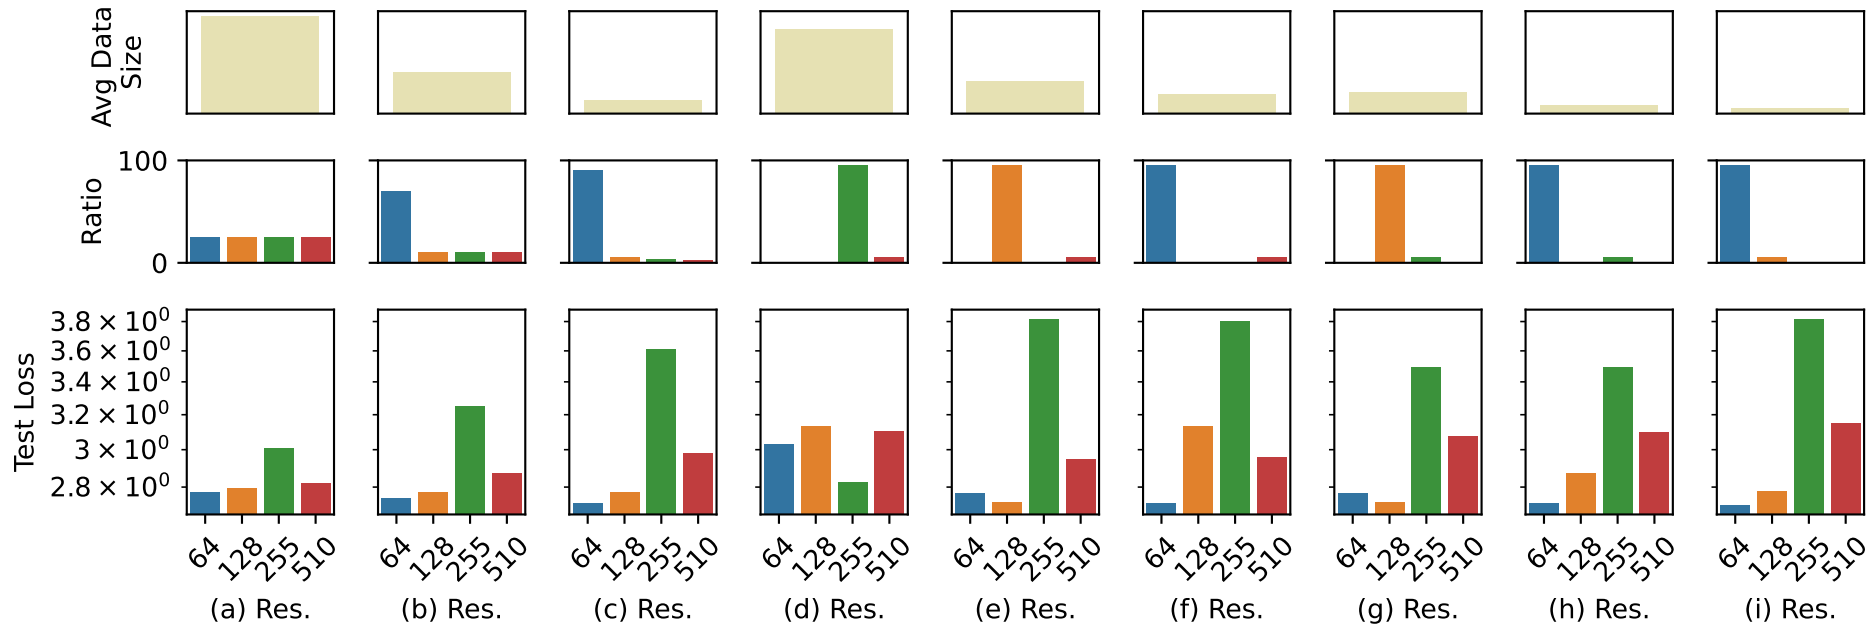 Avg Data
Size
100
0
Ratio
3.8 × 10⁰
3.6 × 10⁰
3.4 × 10⁰
3.2 × 10⁰
3 × 10⁰
2.8 × 10⁰
Test Loss
64 128 255 510 64 128 255 510 64 128 255 510 64 128 255 510 64 128 255 510 64 128 255 510 64 128 255 510 64 128 255 510 64 128 255 510
(a) Res. (b) Res. (c) Res. (d) Res. (e) Res. (f) Res. (g) Res. (h) Res. (i) Res.